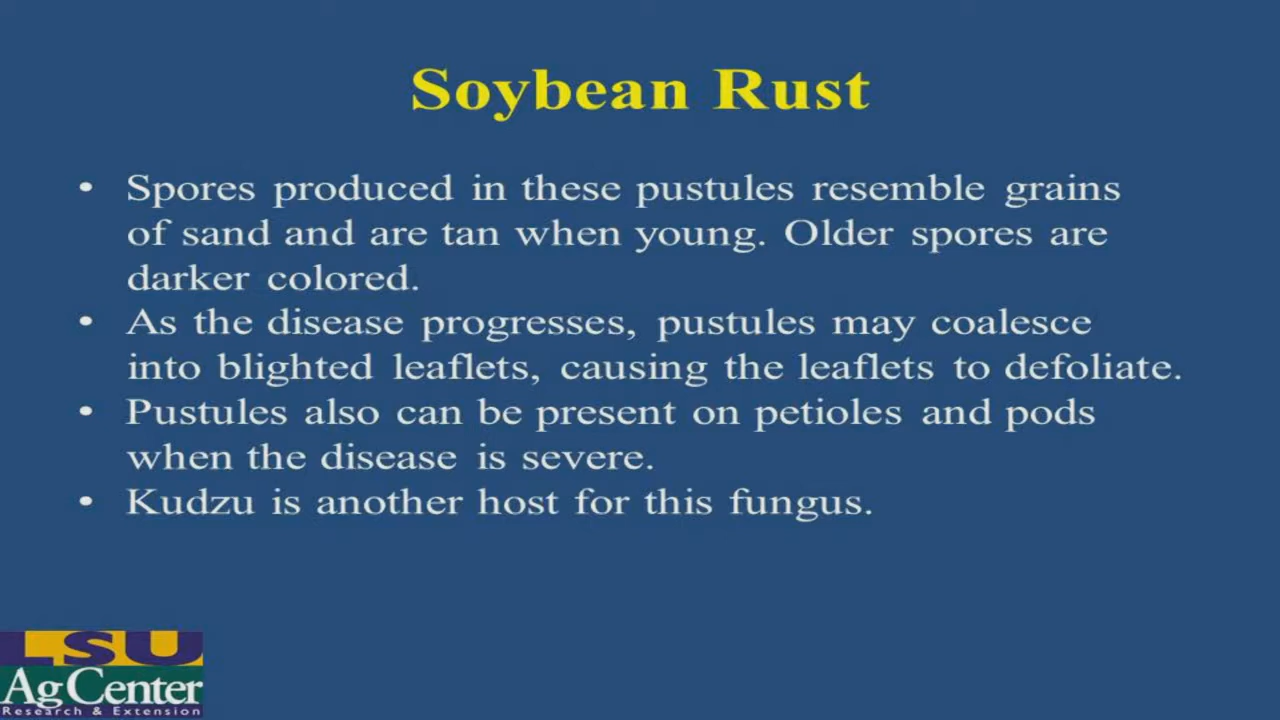 Soybean Rust
• Spores produced in these pustules resemble grains
of sand and are tan when young. Older spores are
darker colored.
• As the disease progresses, pustules may coalesce
into blighted leaflets, causing the leaflets to defoliate.
• Pustules also can be present on petioles and pods
when the disease is severe.
• Kudzu is another host for this fungus.
LSU
AgCenter
Research & Extension